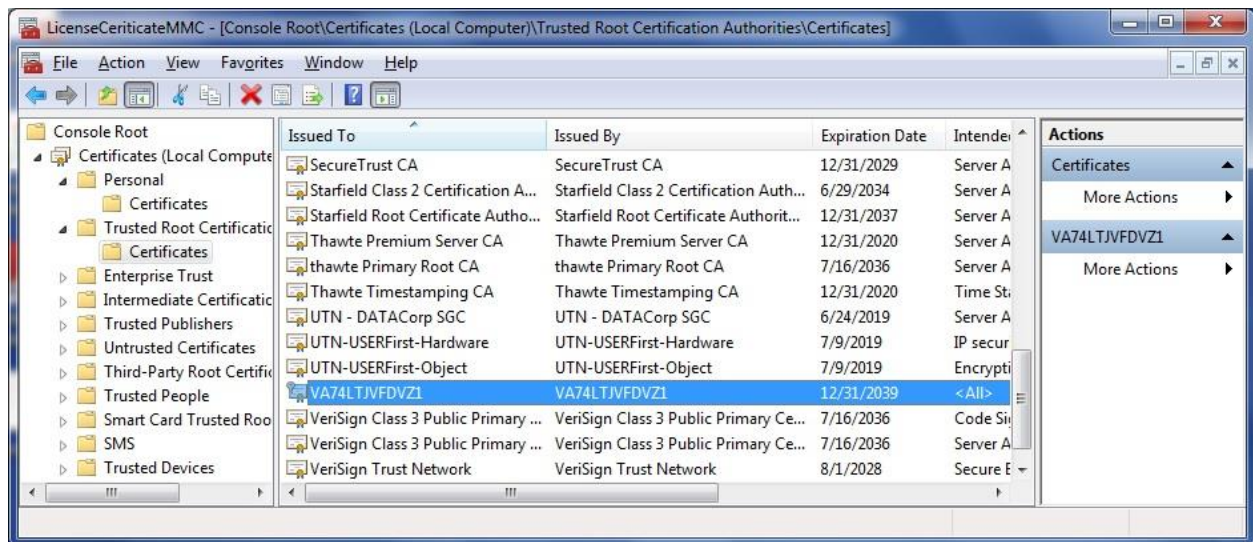 LicenseCeriticateMMC - [Console Root\Certificates (Local Computer)\Trusted Root Certification Authorities\Certificates]
File Action View Favorites Window Help
Console Root
Certificates (Local Compute
Personal
Certificates
Trusted Root Certificatio
Certificates
Enterprise Trust
Intermediate Certificatic
Trusted Publishers
Untrusted Certificates
Third-Party Root Certific
Trusted People
Smart Card Trusted Roo
SMS
Trusted Devices
Issued To Issued By Expiration Date Intende
SecureTrust CA SecureTrust CA 12/31/2029 Server A
Starfield Class 2 Certification A... Starfield Class 2 Certification Auth... 6/29/2034 Server A
Starfield Root Certificate Autho... Starfield Root Certificate Authorit... 12/31/2037 Server A
Thawte Premium Server CA Thawte Premium Server CA 12/31/2020 Server A
thawte Primary Root CA thawte Primary Root CA 7/16/2036 Server A
Thawte Timestamping CA Thawte Timestamping CA 12/31/2020 Time Sta
UTN - DATACorp SGC UTN - DATACorp SGC 6/24/2019 Server A
UTN-USERFirst-Hardware UTN-USERFirst-Hardware 7/9/2019 IP secur
UTN-USERFirst-Object UTN-USERFirst-Object 7/9/2019 Encrypti
VA74LTJVFDVZ1 VA74LTJVFDVZ1 12/31/2039 <All>
VeriSign Class 3 Public Primary ... VeriSign Class 3 Public Primary Ce... 7/16/2036 Code Sig
VeriSign Class 3 Public Primary ... VeriSign Class 3 Public Primary Ce... 7/16/2036 Server A
VeriSign Trust Network VeriSign Trust Network 8/1/2028 Secure E
Actions
Certificates
More Actions
VA74LTJVFDVZ1
More Actions